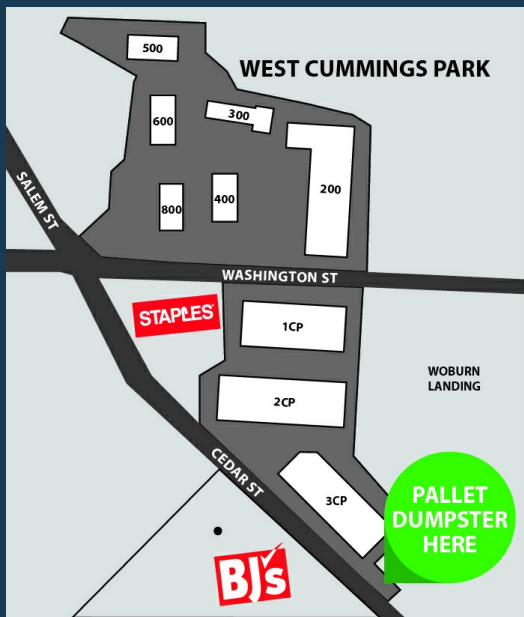 500
WEST CUMMINGS PARK
600
300
200
800
400
SALEM ST
WASHINGTON ST
STAPLES
1CP
WOBURN
LANDING
2CP
CEDAR ST
3CP
PALLET
DUMPSTER
HERE
BJ's